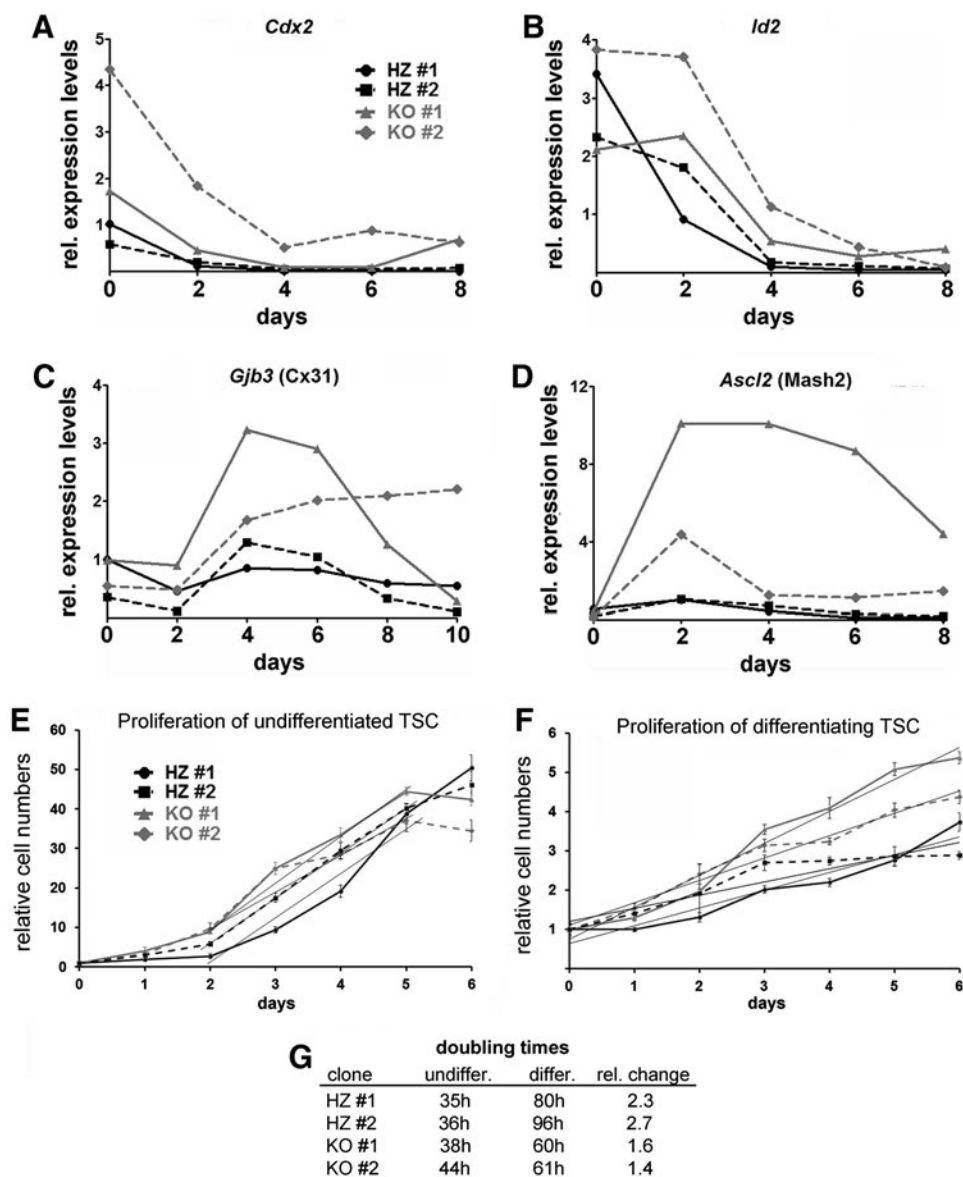 A
Cdx2
rel. expression levels
5
4
3
2
1
0 2 4 6 8
days
HZ #1
HZ #2
KO #1
KO #2
B
Id2
rel. expression levels
4
3
2
1
0 2 4 6 8
days
C
Gjb3 (Cx31)
rel. expression levels
4
3
2
1
0 2 4 6 8 10
days
D
Ascl2 (Mash2)
rel. expression levels
12
8
4
0 2 4 6 8
days
E
Proliferation of undifferentiated TSC
relative cell numbers
60
50
40
30
20
10
0
0 1 2 3 4 5 6
days
HZ #1
HZ #2
KO #1
KO #2
F
Proliferation of differentiating TSC
relative cell numbers
6
5
4
3
2
1
0
0 1 2 3 4 5 6
days
G
doubling times
clone undiffer. differ. rel. change
HZ #1 35h 80h 2.3
HZ #2 36h 96h 2.7
KO #1 38h 60h 1.6
KO #2 44h 61h 1.4